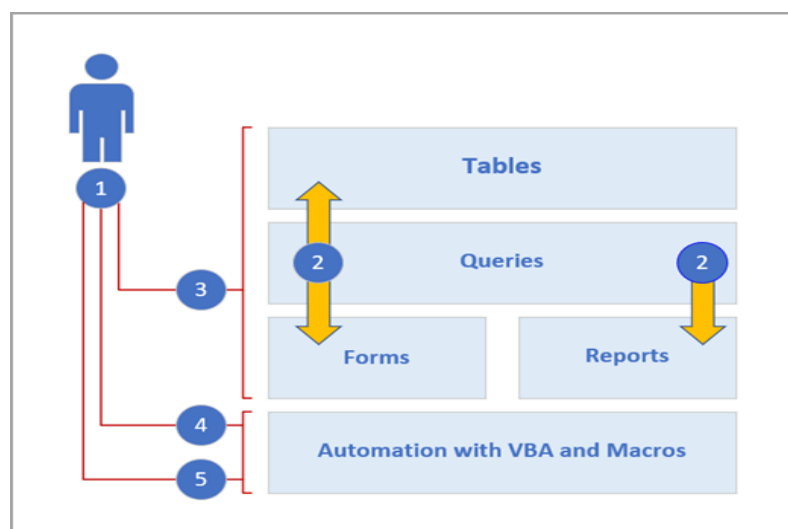 Tables
1
2
Queries
2
3
Forms
Reports
4
Automation with VBA and Macros
5